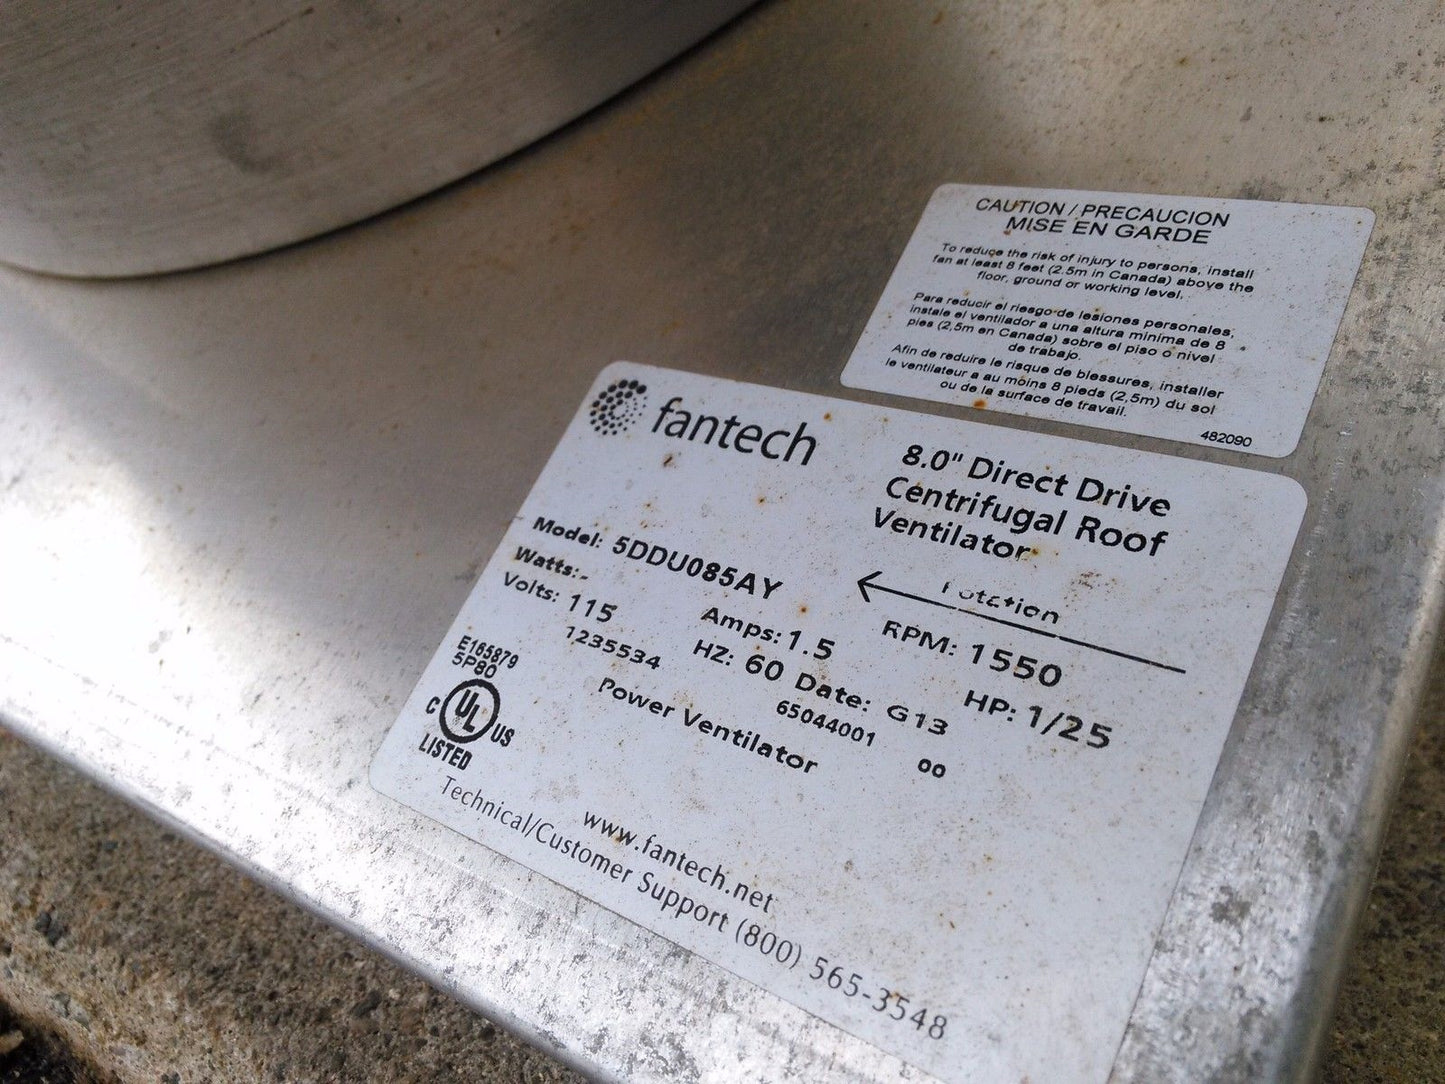 CAUTION / PRECAUCION
MISE EN GARDE
To reduce the risk of injury to persons, install
fan at least 8 feet (2.5m in Canada) above the
floor, ground or working level.
Para reducir el riesgo de lesiones personales,
instale el ventilador a una altura minima de 8
pies (2,5m en Canada) sobre el piso o nivel
de trabajo.
Afin de reduire le risque de blessures, installer
le ventilateur a au moins 8 pieds (2,5m) du sol
ou de la surface de travail.
482090
fantech
8.0" Direct Drive
Centrifugal Roof
Ventilator
Rotation
Model: 5DDU085AY
Watts:-
Volts: 115 Amps: 1.5 RPM: 1550
1235534 HZ: 60 Date: G13 HP: 1/25
65044001 00
Power Ventilator
E165879
5P80
C UL US
LISTED
www.fantech.net
Technical/Customer Support (800) 565-3548